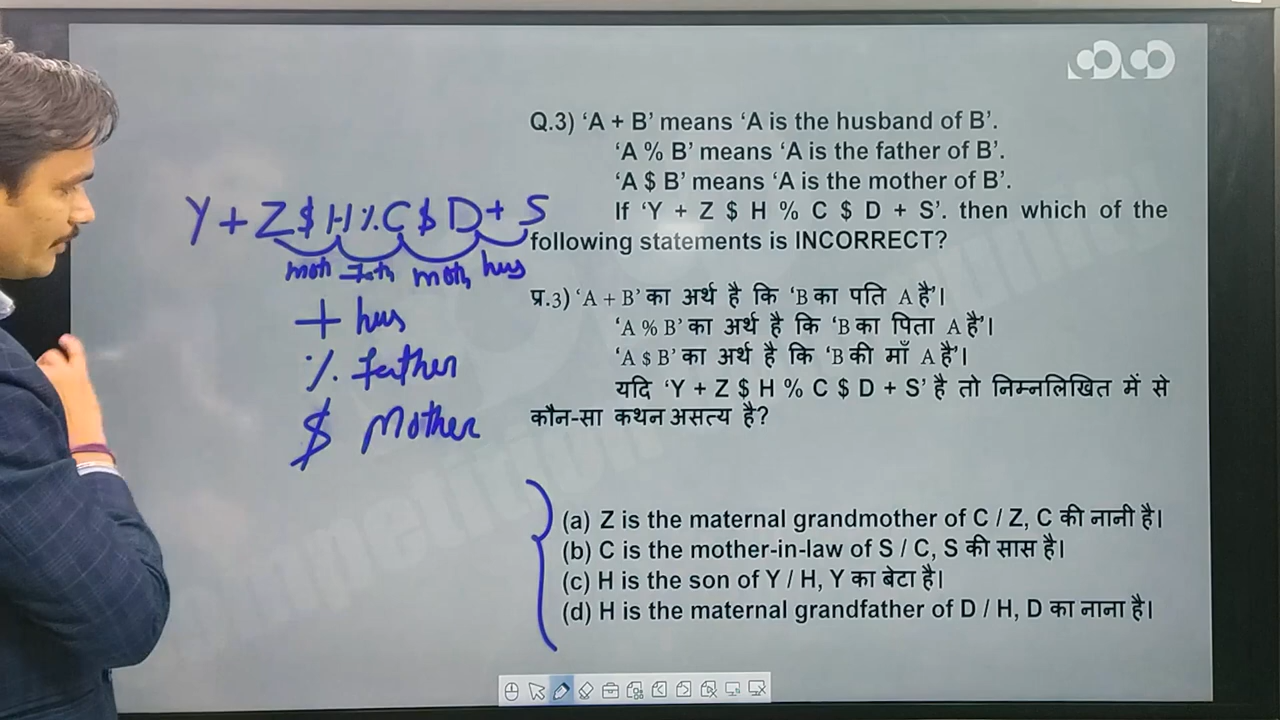 Q.3) ‘A + B’ means ‘A is the husband of B’.
‘A % B’ means ‘A is the father of B’.
‘A $ B’ means ‘A is the mother of B’.
If ‘Y + Z $ H % C $ D + S’. then which of the
following statements is INCORRECT?
प्र.3) ‘A + B’ का अर्थ है कि ‘B का पति A है’।
‘A % B’ का अर्थ है कि ‘B का पिता A है’।
‘A $ B’ का अर्थ है कि ‘B की माँ A है’।
यदि ‘Y + Z $ H % C $ D + S’ है तो निम्नलिखित में से
कौन-सा कथन असत्य है?
(a) Z is the maternal grandmother of C / Z, C की नानी है।
(b) C is the mother-in-law of S / C, S की सास है।
(c) H is the son of Y / H, Y का बेटा है।
(d) H is the maternal grandfather of D / H, D का नाना है।
Y + Z $ H % C $ D + S
moth fath moth hus
+ hus
% father
$ Mother